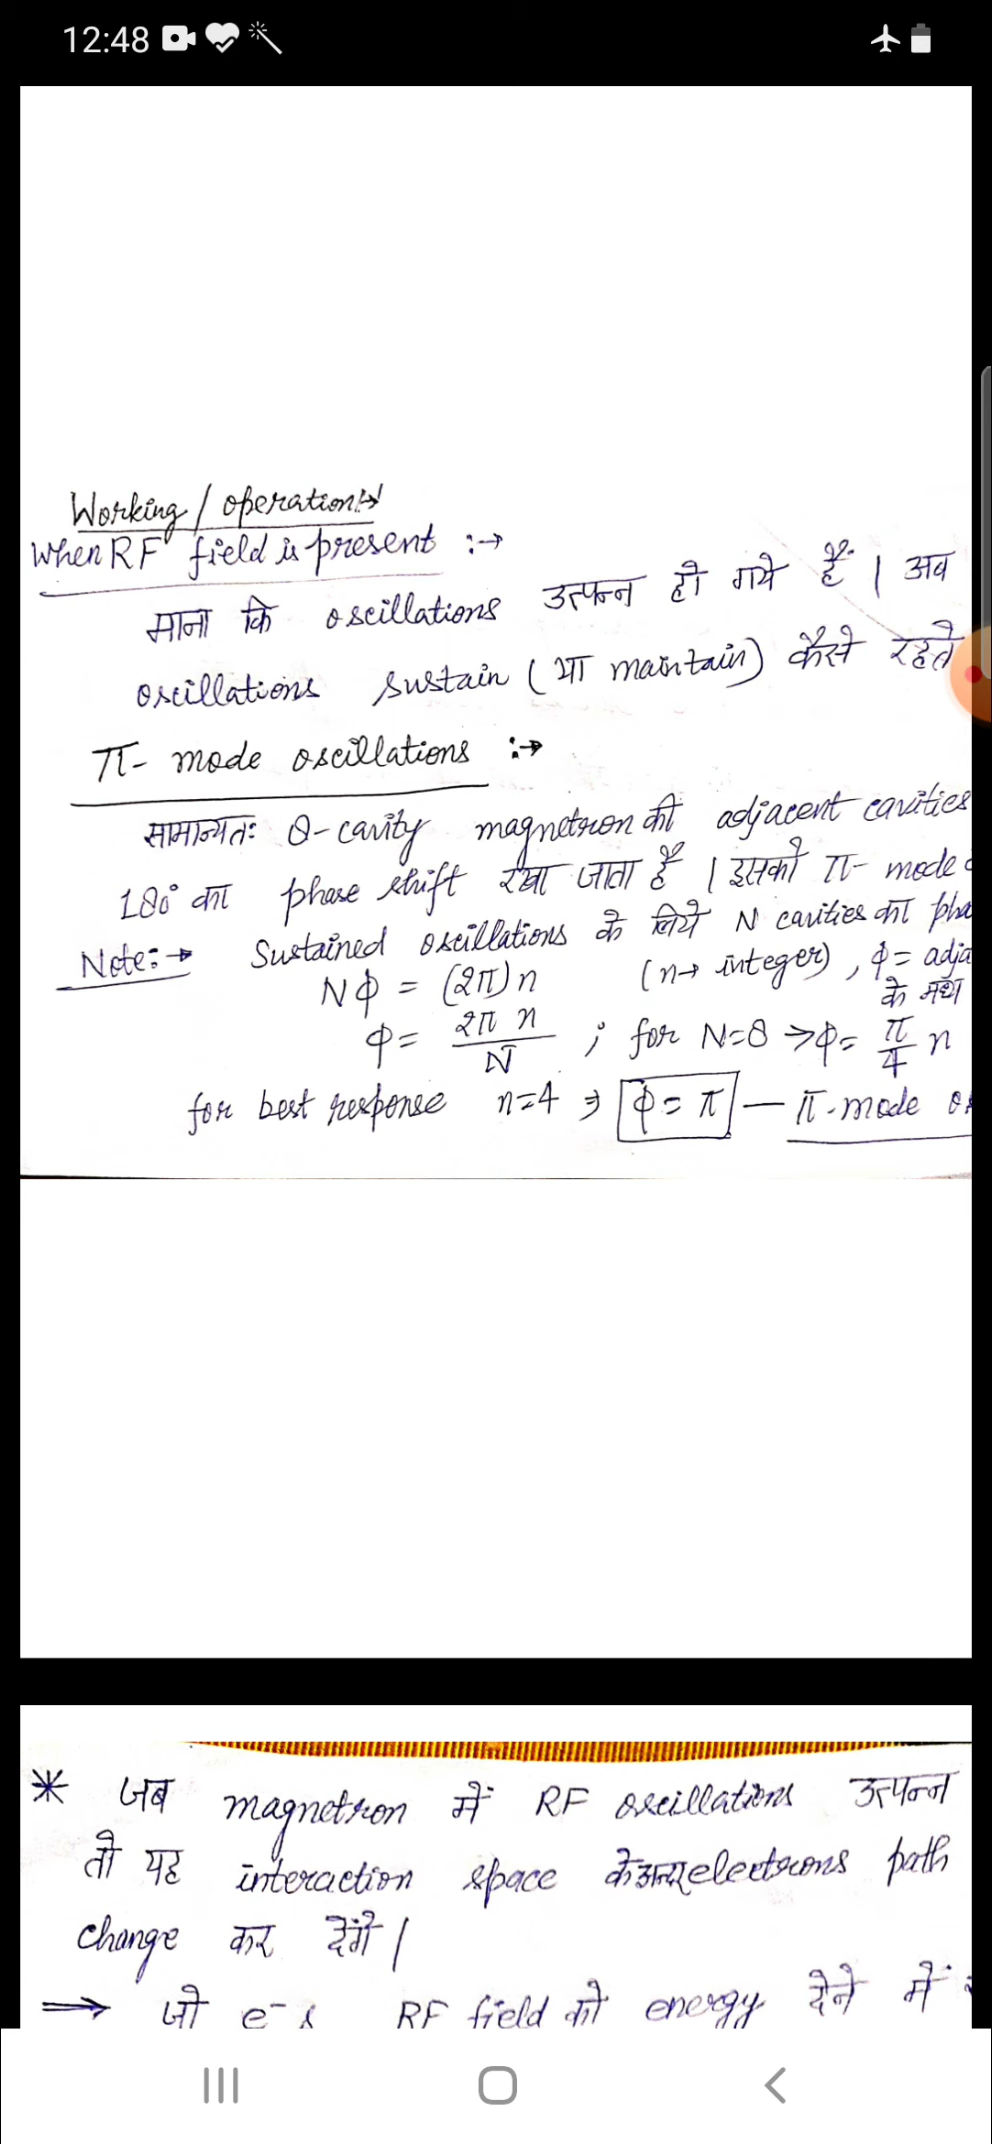 12:48
Working / operation:→
When RF field is present :→
माना कि oscillations उत्पन्न हो गये हैं । अब
oscillations sustain (या maintain) कैसे रहते
π- mode oscillations :→
सामान्यतः 8-cavity magnetron की adjacent cavities
180° का phase shift रखा जाता है । इसको π- mode
Note:→ Sustained oscillations के लिये N cavities का pha
Nϕ = (2π)n (n→ integer), ϕ = adja
के मध्य
ϕ = 2π n / N ; for N=8 → ϕ = π/4 n
for best response n=4 ⇒ ϕ = π — π-mode os
* जब magnetron में RF oscillations उत्पन्न
तो यह interaction space के electrons path
change कर देंगे |
⟹ जो e⁻s RF field को energy देने में